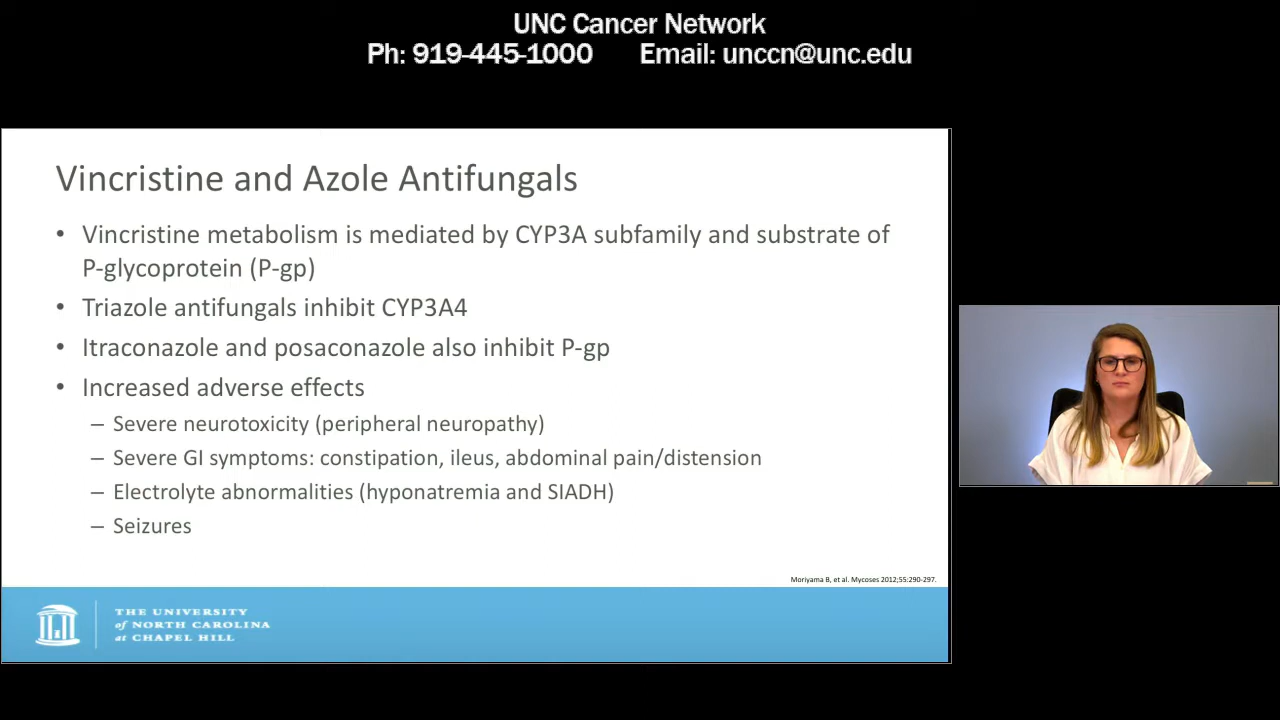 UNC Cancer Network
Ph: 919-445-1000 Email: unccn@unc.edu
Vincristine and Azole Antifungals
• Vincristine metabolism is mediated by CYP3A subfamily and substrate of
P-glycoprotein (P-gp)
• Triazole antifungals inhibit CYP3A4
• Itraconazole and posaconazole also inhibit P-gp
• Increased adverse effects
– Severe neurotoxicity (peripheral neuropathy)
– Severe GI symptoms: constipation, ileus, abdominal pain/distension
– Electrolyte abnormalities (hyponatremia and SIADH)
– Seizures
Moriyama B, et al. Mycoses 2012;55:290-297.
THE UNIVERSITY
of NORTH CAROLINA
at CHAPEL HILL